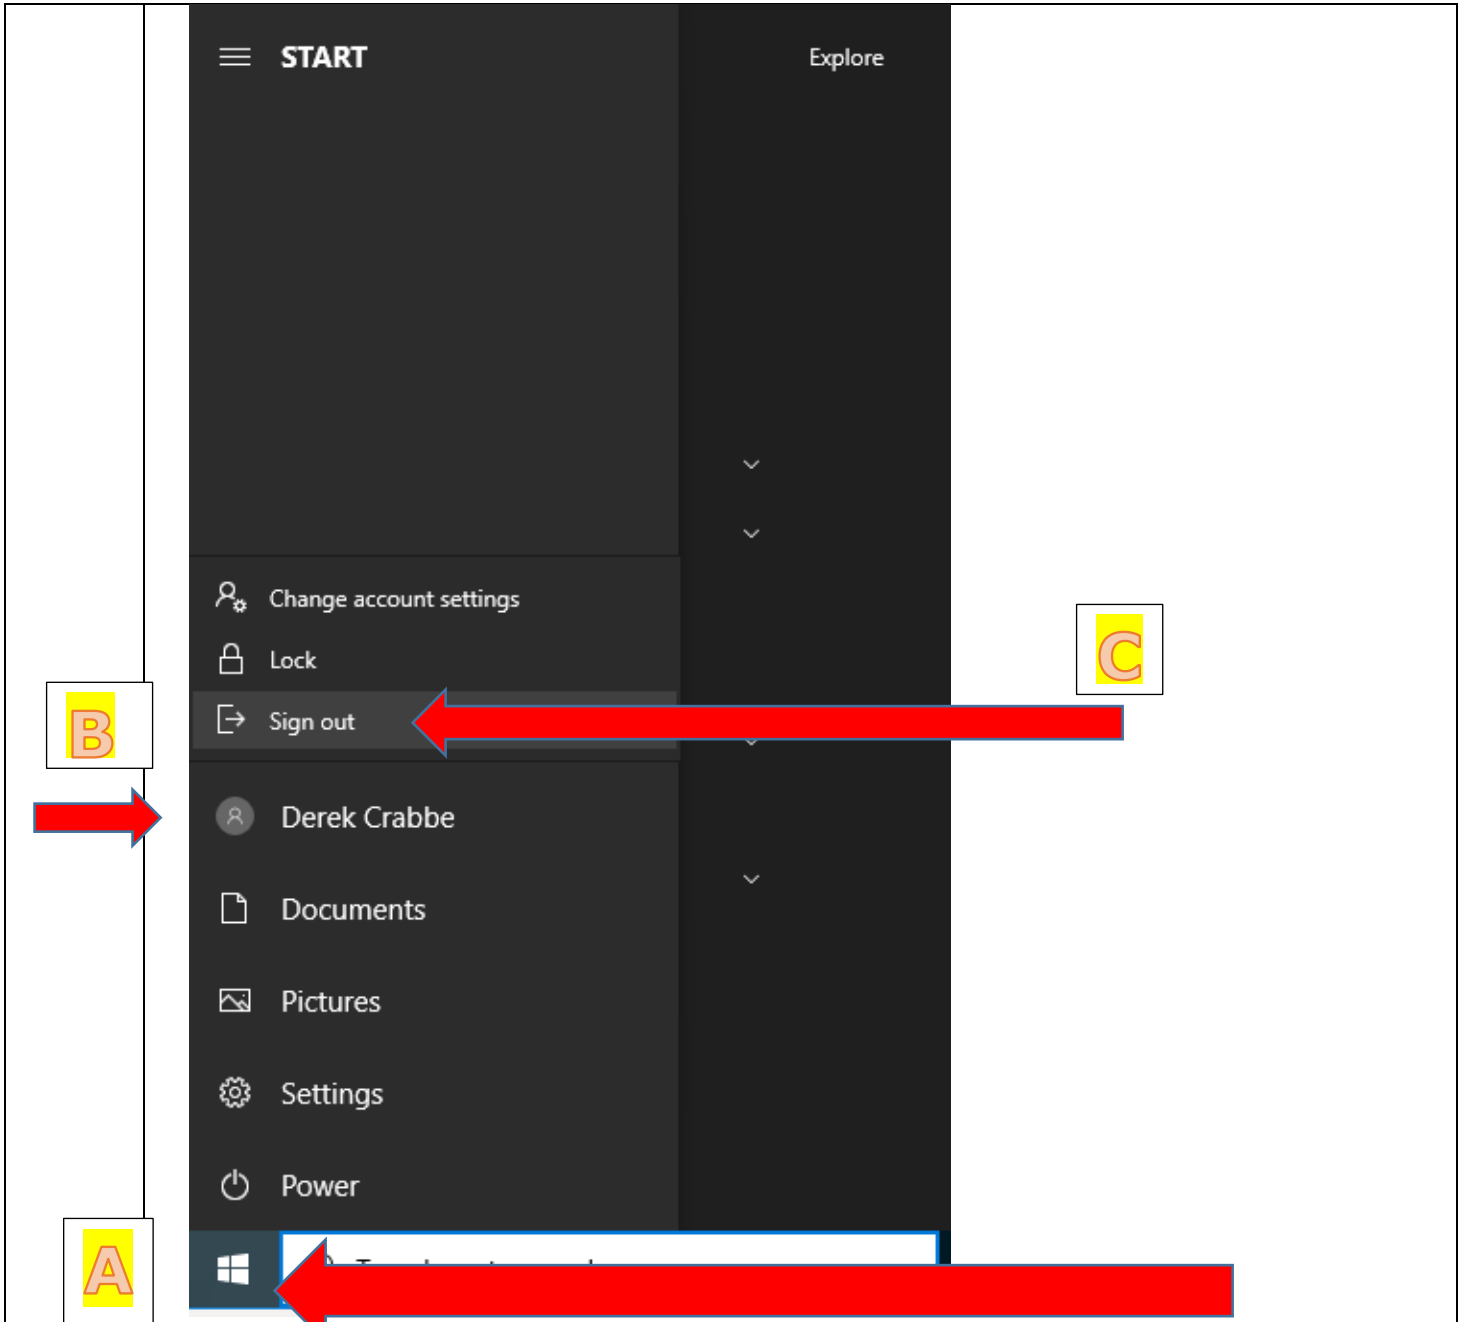 START
Explore
Change account settings
Lock
C
B
Sign out
Derek Crabbe
Documents
Pictures
Settings
Power
A